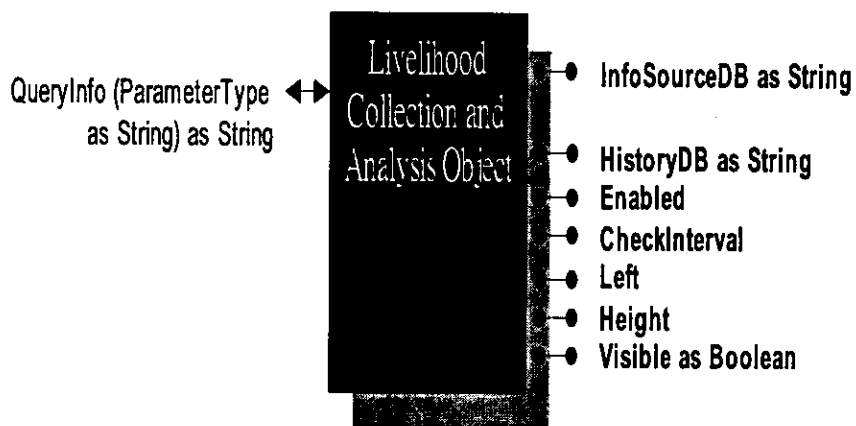 Livelihood
Collection and
Analysis Object
QueryInfo (ParameterType
as String) as String
InfoSourceDB as String
HistoryDB as String
Enabled
CheckInterval
Left
Height
Visible as Boolean